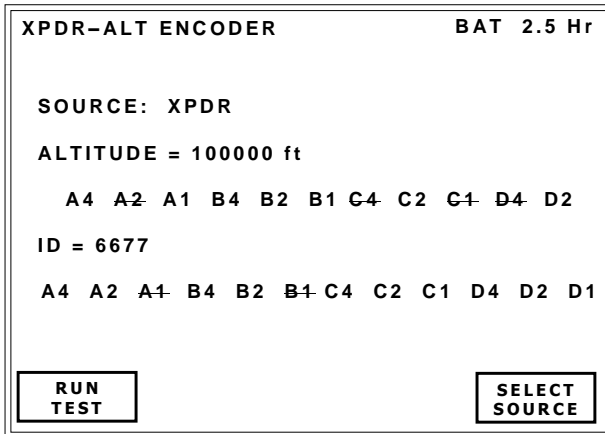 XPDR–ALT ENCODER BAT 2.5 Hr
SOURCE: XPDR
ALTITUDE = 100000 ft
A4 A2 A1 B4 B2 B1 C4 C2 C1 D4 D2
ID = 6677
A4 A2 A1 B4 B2 B1 C4 C2 C1 D4 D2 D1
RUN
TEST
SELECT
SOURCE